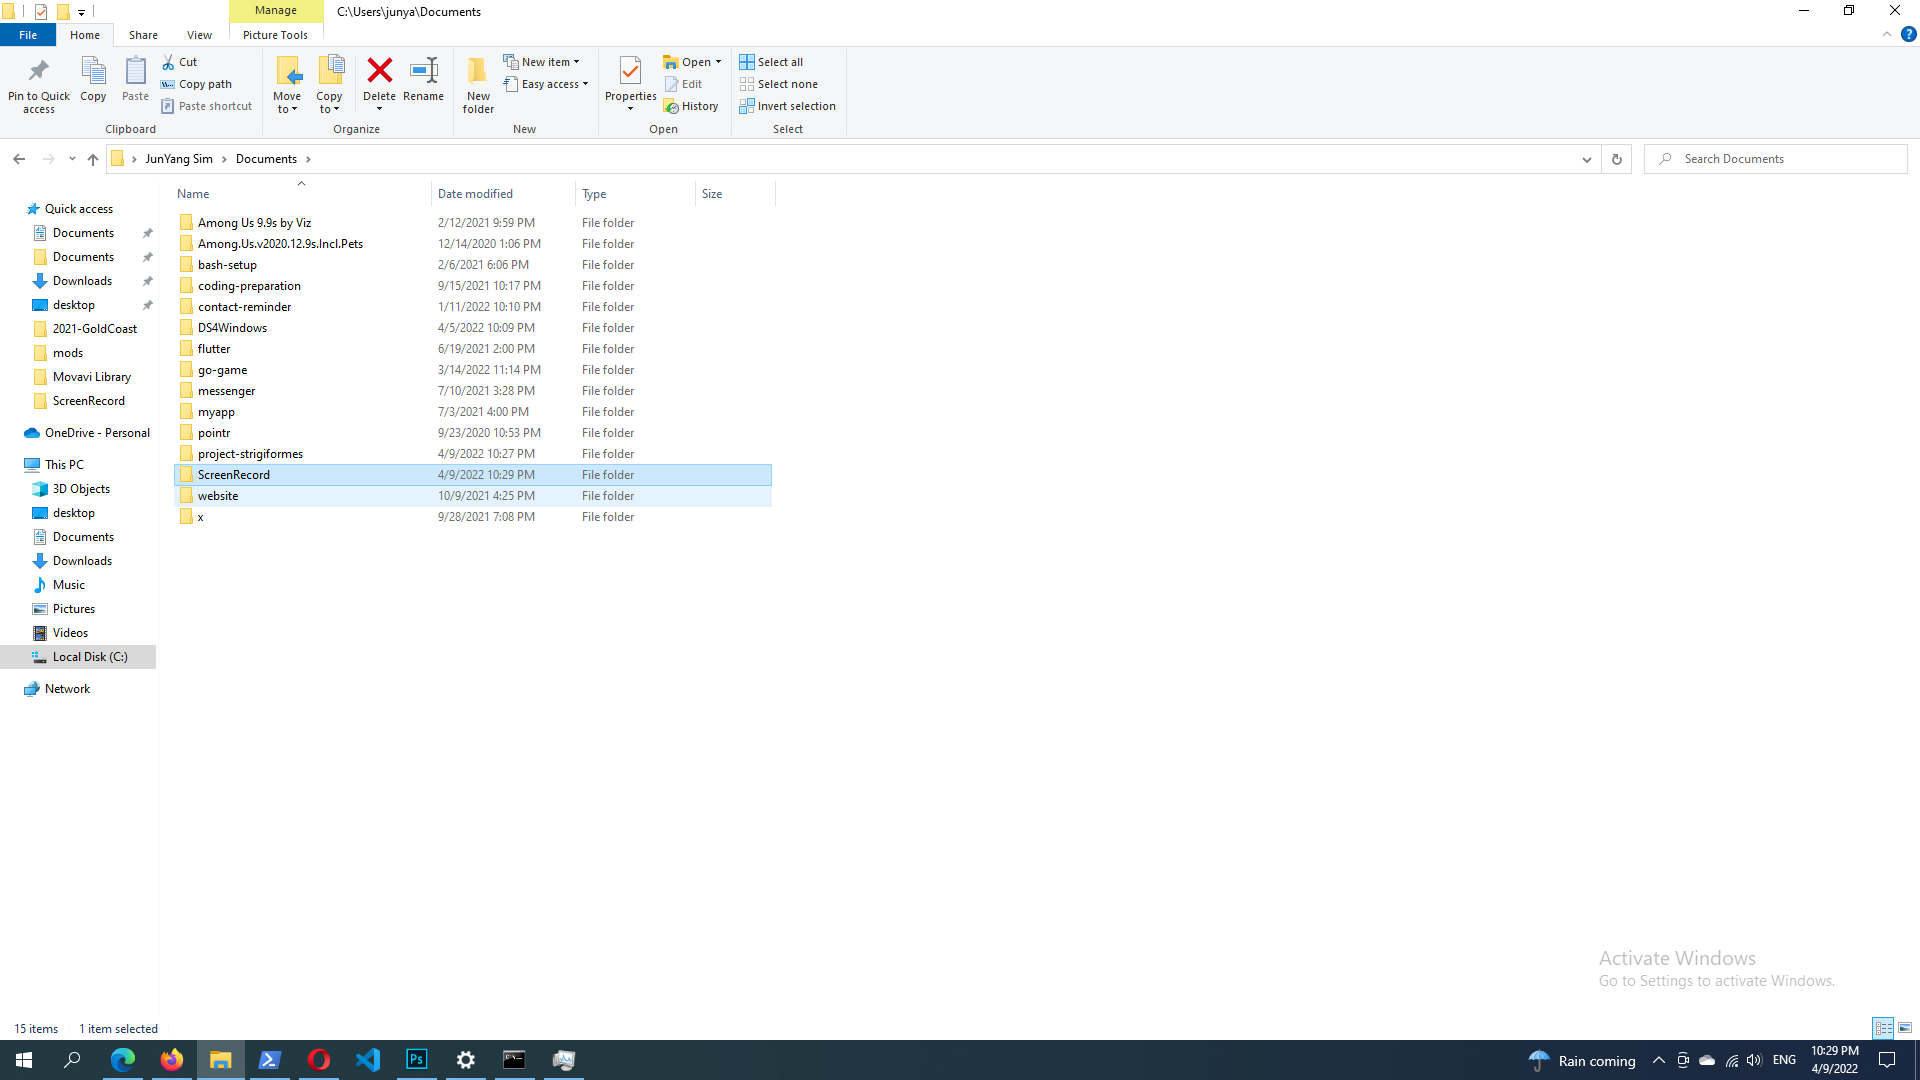 Manage
C:\Users\junya\Documents
File
Home
Share
View
Picture Tools
Pin to Quick access
Copy
Paste
Cut
Copy path
Paste shortcut
Clipboard
Move to
Copy to
Delete
Rename
Organize
New folder
New item
Easy access
New
Properties
Open
Edit
History
Open
Select all
Select none
Invert selection
Select
JunYang Sim
Documents
Search Documents
Quick access
Documents
Documents
Downloads
desktop
2021-GoldCoast
mods
Movavi Library
ScreenRecord
OneDrive - Personal
This PC
3D Objects
desktop
Documents
Downloads
Music
Pictures
Videos
Local Disk (C:)
Network
Name Date modified Type Size
Among Us 9.9s by Viz 2/12/2021 9:59 PM File folder
Among.Us.v2020.12.9s.Incl.Pets 12/14/2020 1:06 PM File folder
bash-setup 2/6/2021 6:06 PM File folder
coding-preparation 9/15/2021 10:17 PM File folder
contact-reminder 1/11/2022 10:10 PM File folder
DS4Windows 4/5/2022 10:09 PM File folder
flutter 6/19/2021 2:00 PM File folder
go-game 3/14/2022 11:14 PM File folder
messenger 7/10/2021 3:28 PM File folder
myapp 7/3/2021 4:00 PM File folder
pointr 9/23/2020 10:53 PM File folder
project-strigiformes 4/9/2022 10:27 PM File folder
ScreenRecord 4/9/2022 10:29 PM File folder
website 10/9/2021 4:25 PM File folder
x 9/28/2021 7:08 PM File folder
Activate Windows
Go to Settings to activate Windows.
15 items
1 item selected
Ps
Rain coming
ENG
10:29 PM
4/9/2022